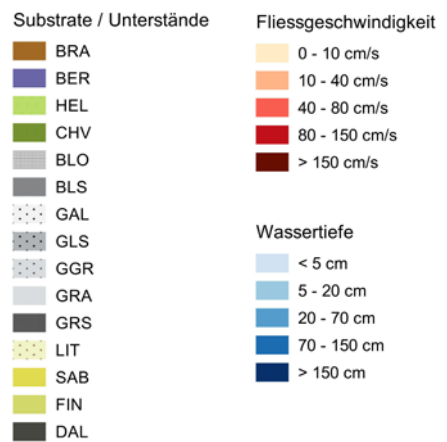 Substrate / Unterstände
BRA
BER
HEL
CHV
BLO
BLS
GAL
GLS
GGR
GRA
GRS
LIT
SAB
FIN
DAL
Fliessgeschwindigkeit
0 - 10 cm/s
10 - 40 cm/s
40 - 80 cm/s
80 - 150 cm/s
> 150 cm/s
Wassertiefe
< 5 cm
5 - 20 cm
20 - 70 cm
70 - 150 cm
> 150 cm